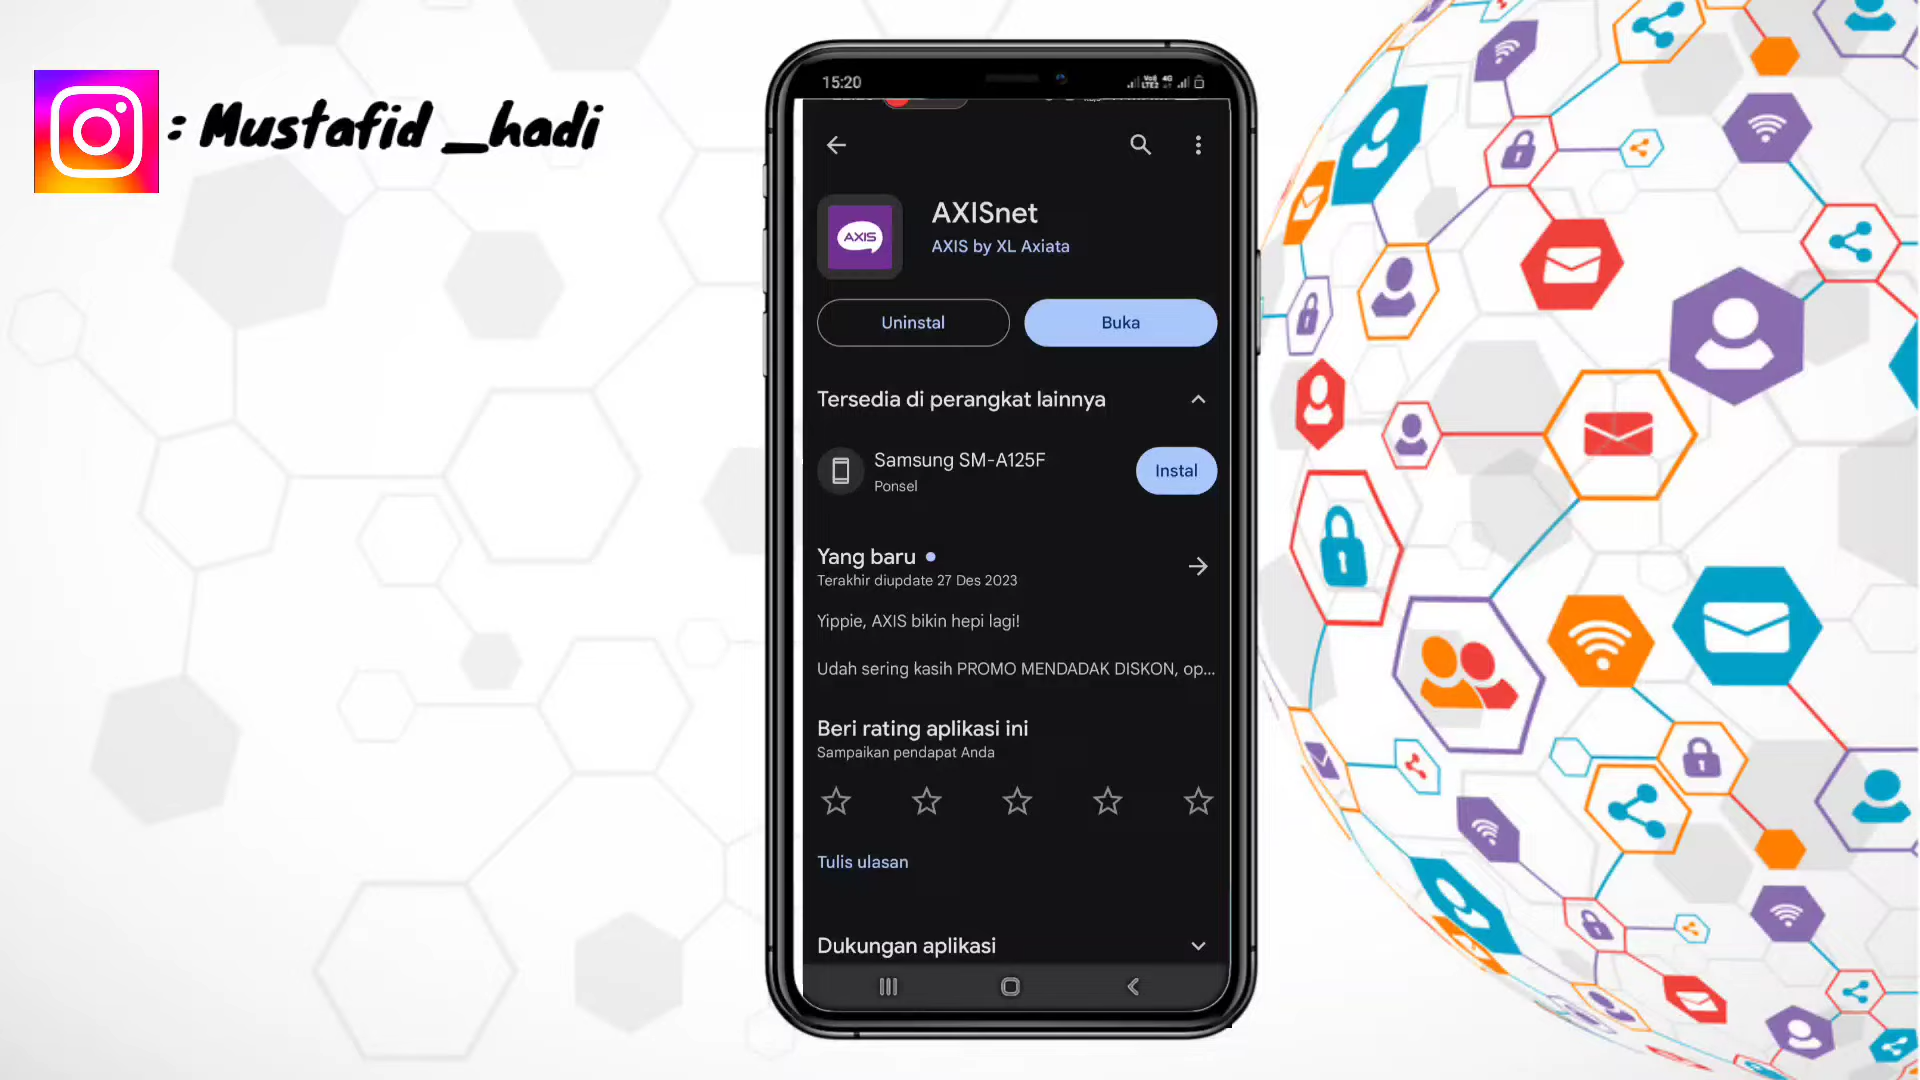 : Mustafid _hadi
15:20
AXISnet
AXIS
AXIS by XL Axiata
Uninstal
Buka
Tersedia di perangkat lainnya
Samsung SM-A125F
Ponsel
Instal
Yang baru
Terakhir diupdate 27 Des 2023
Yippie, AXIS bikin hepi lagi!
Udah sering kasih PROMO MENDADAK DISKON, op...
Beri rating aplikasi ini
Sampaikan pendapat Anda
Tulis ulasan
Dukungan aplikasi